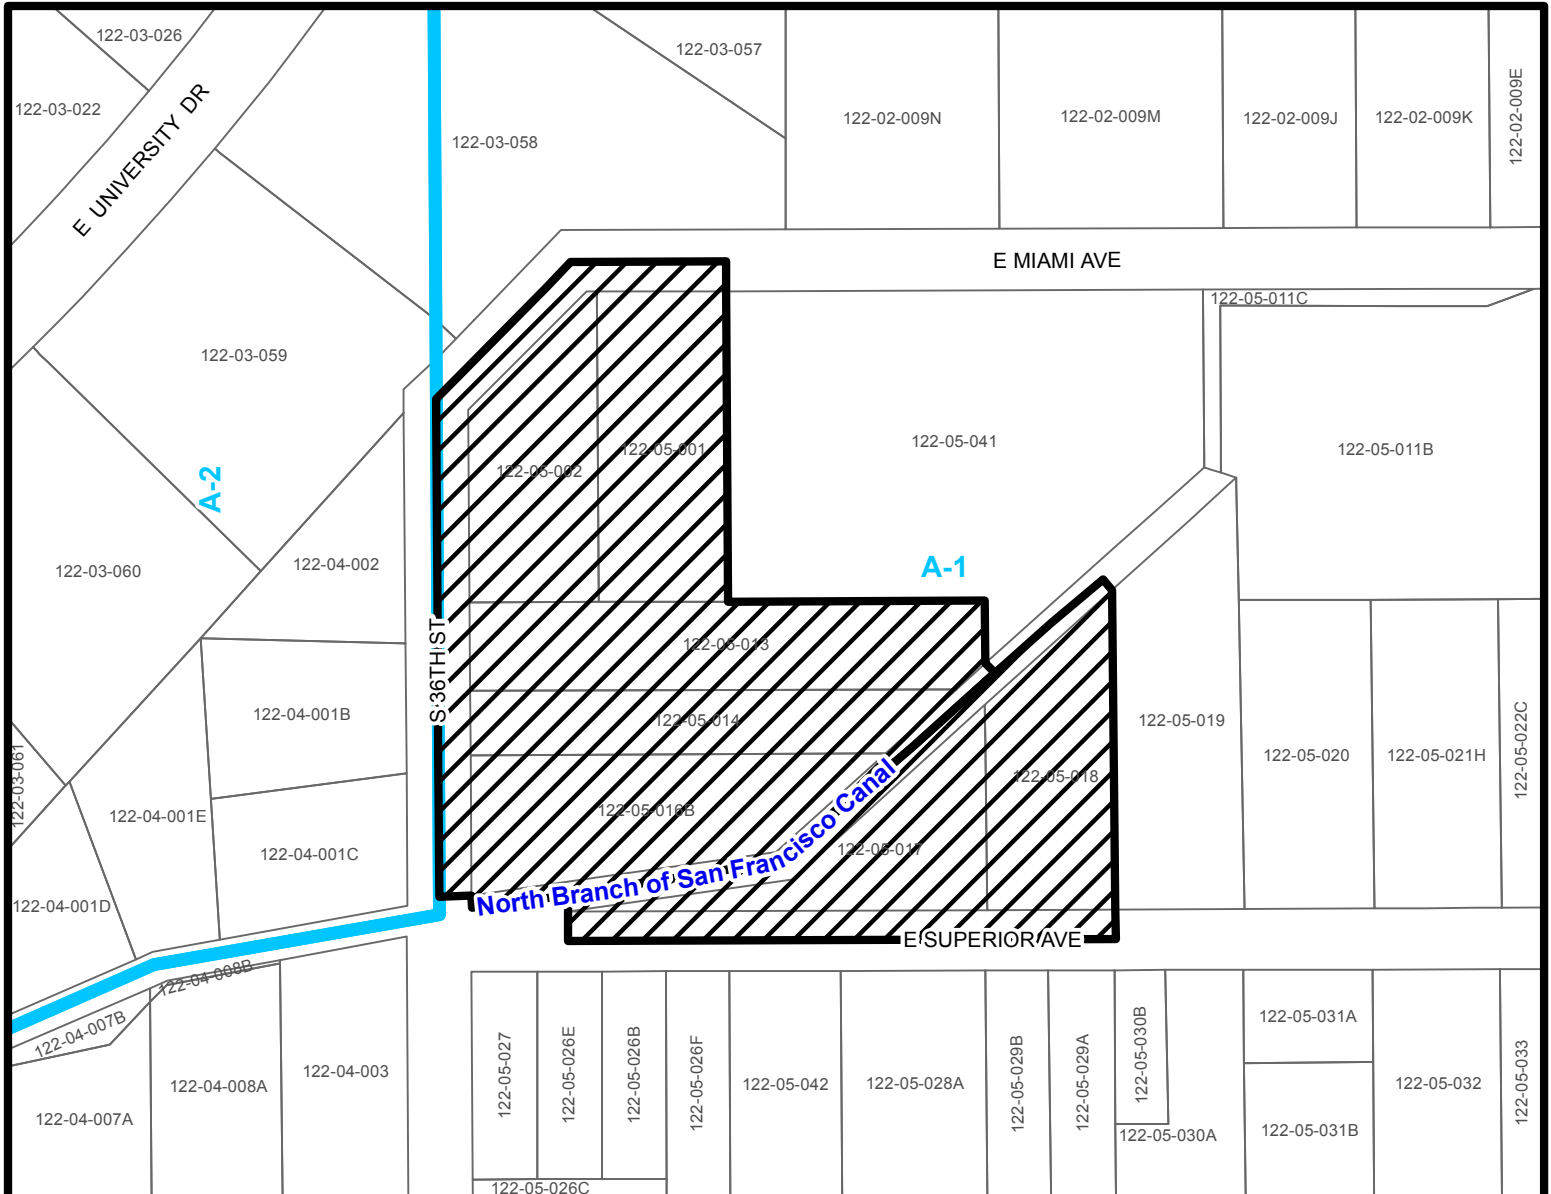 122-03-026
122-03-057
122-03-022
E UNIVERSITY DR
122-03-058
122-02-009N
122-02-009M
122-02-009J
122-02-009K
122-02-009E
E MIAMI AVE
122-05-011C
122-03-059
122-05-002
122-05-001
122-05-041
122-05-011B
A-2
122-03-060
122-04-002
A-1
S 36TH ST
122-05-013
122-04-001B
122-05-014
122-05-019
122-05-020
122-05-021H
122-05-022C
122-03-061
122-04-001E
122-05-016B
122-05-018
122-04-001C
122-05-017
North Branch of San Francisco Canal
122-04-001D
E SUPERIOR AVE
122-04-008B
122-04-007B
122-04-008A
122-04-003
122-04-007A
122-05-027
122-05-026E
122-05-026B
122-05-026F
122-05-042
122-05-028A
122-05-029B
122-05-029A
122-05-030B
122-05-031A
122-05-032
122-05-033
122-05-030A
122-05-031B
122-05-026C